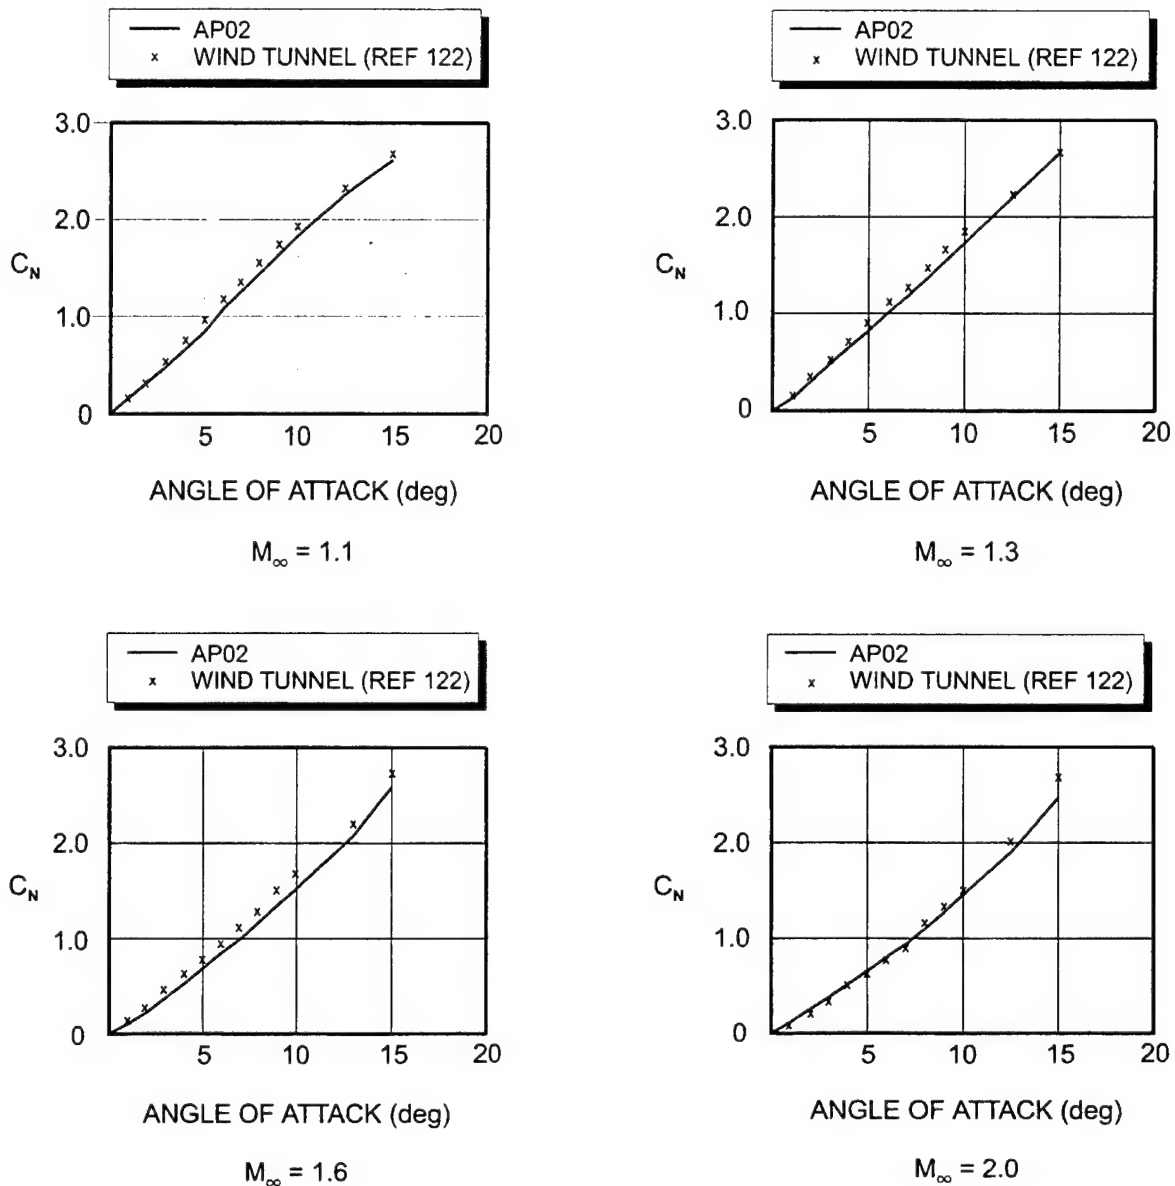 AP02
x WIND TUNNEL (REF 122)
3.0
2.0
1.0
0
C_N
5 10 15 20
ANGLE OF ATTACK (deg)
M_∞ = 1.1
AP02
x WIND TUNNEL (REF 122)
3.0
2.0
1.0
0
C_N
5 10 15 20
ANGLE OF ATTACK (deg)
M_∞ = 1.3
AP02
x WIND TUNNEL (REF 122)
3.0
2.0
1.0
0
C_N
5 10 15 20
ANGLE OF ATTACK (deg)
M_∞ = 1.6
AP02
x WIND TUNNEL (REF 122)
3.0
2.0
1.0
0
C_N
5 10 15 20
ANGLE OF ATTACK (deg)
M_∞ = 2.0